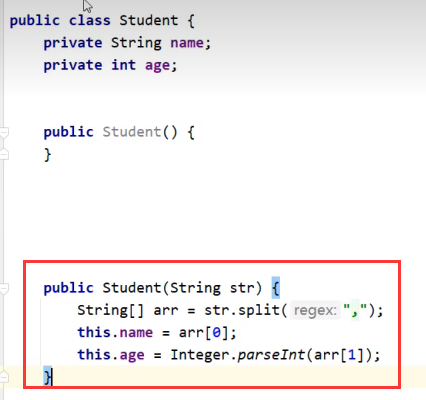 public class Student {
private String name;
private int age;
public Student() {
}
public Student(String str) {
String[] arr = str.split( regex: ",");
this.name = arr[0];
this.age = Integer.parseInt(arr[1]);
}